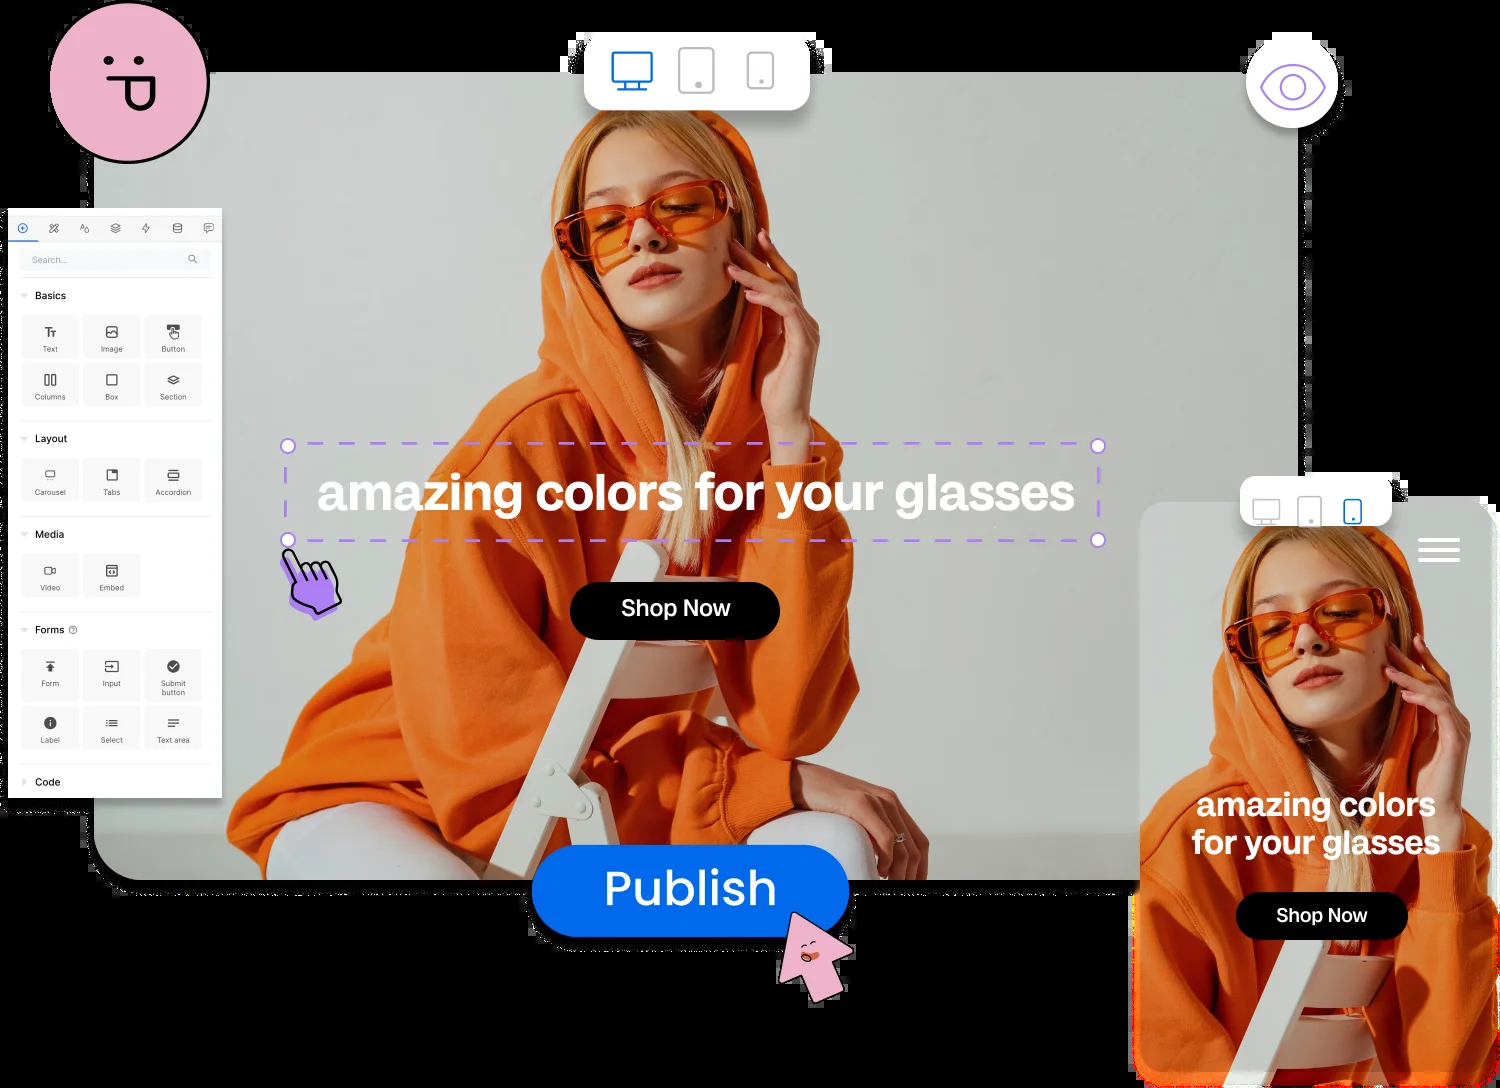 Search...
Basics
Text
Image
Button
Columns
Box
Section
Layout
Carousel
Tabs
Accordion
Media
Video
Embed
Forms
Form
Input
Submit
button
Label
Select
Text area
Code
amazing colors for your glasses
Shop Now
Publish
amazing colors
for your glasses
Shop Now